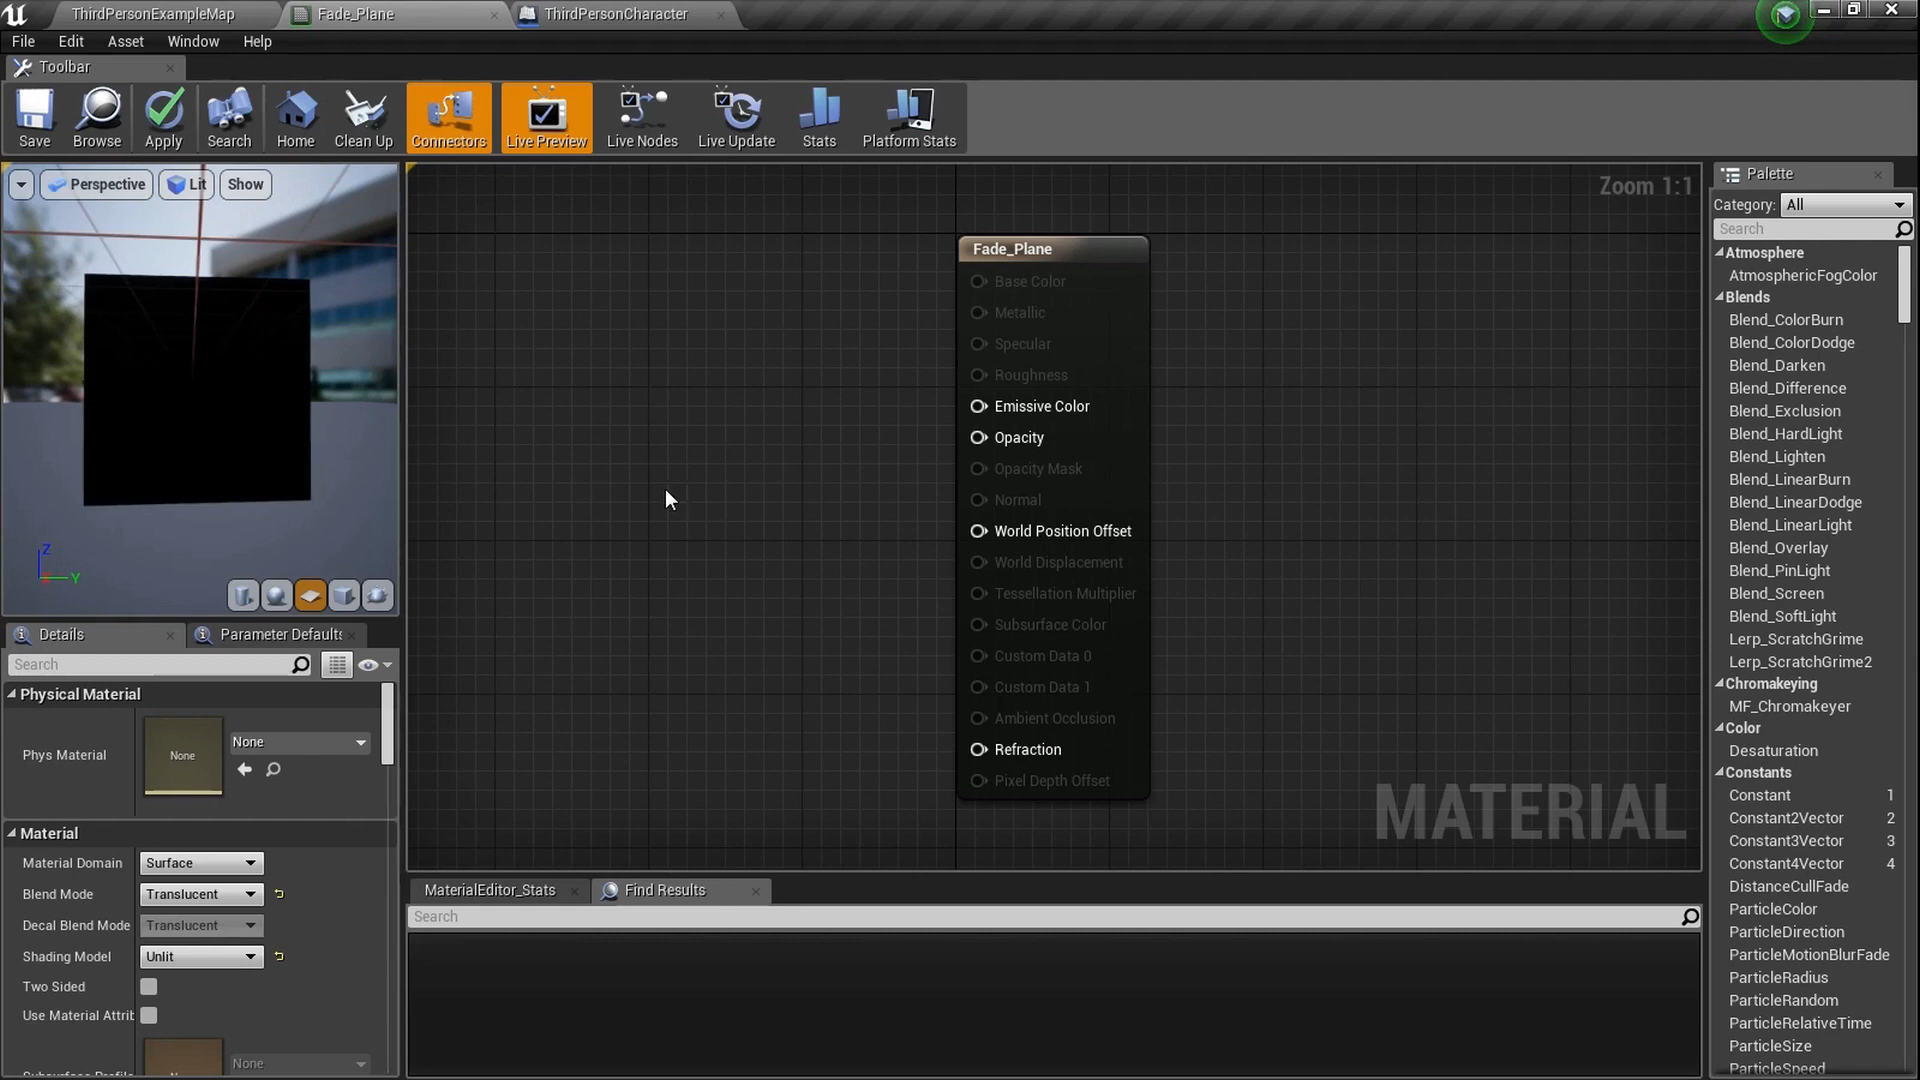 ThirdPersonExampleMap
Fade_Plane
ThirdPersonCharacter
File
Edit
Asset
Window
Help
Toolbar
Save
Browse
Apply
Search
Home
Clean Up
Connectors
Live Preview
Live Nodes
Live Update
Stats
Platform Stats
Perspective
Lit
Show
Z
Y
Zoom 1:1
Fade_Plane
Base Color
Metallic
Specular
Roughness
Emissive Color
Opacity
Opacity Mask
Normal
World Position Offset
World Displacement
Tessellation Multiplier
Subsurface Color
Custom Data 0
Custom Data 1
Ambient Occlusion
Refraction
Pixel Depth Offset
MATERIAL
Details
Parameter Defaults
Search
Physical Material
Phys Material
None
None
Material
Material Domain
Surface
Blend Mode
Translucent
Decal Blend Mode
Translucent
Shading Model
Unlit
Two Sided
Use Material Attrib
None
MaterialEditor_Stats
Find Results
Search
Palette
Category:
All
Search
Atmosphere
AtmosphericFogColor
Blends
Blend_ColorBurn
Blend_ColorDodge
Blend_Darken
Blend_Difference
Blend_Exclusion
Blend_HardLight
Blend_Lighten
Blend_LinearBurn
Blend_LinearDodge
Blend_LinearLight
Blend_Overlay
Blend_PinLight
Blend_Screen
Blend_SoftLight
Lerp_ScratchGrime
Lerp_ScratchGrime2
Chromakeying
MF_Chromakeyer
Color
Desaturation
Constants
Constant 1
Constant2Vector 2
Constant3Vector 3
Constant4Vector 4
DistanceCullFade
ParticleColor
ParticleDirection
ParticleMotionBlurFade
ParticleRadius
ParticleRandom
ParticleRelativeTime
ParticleSize
ParticleSpeed